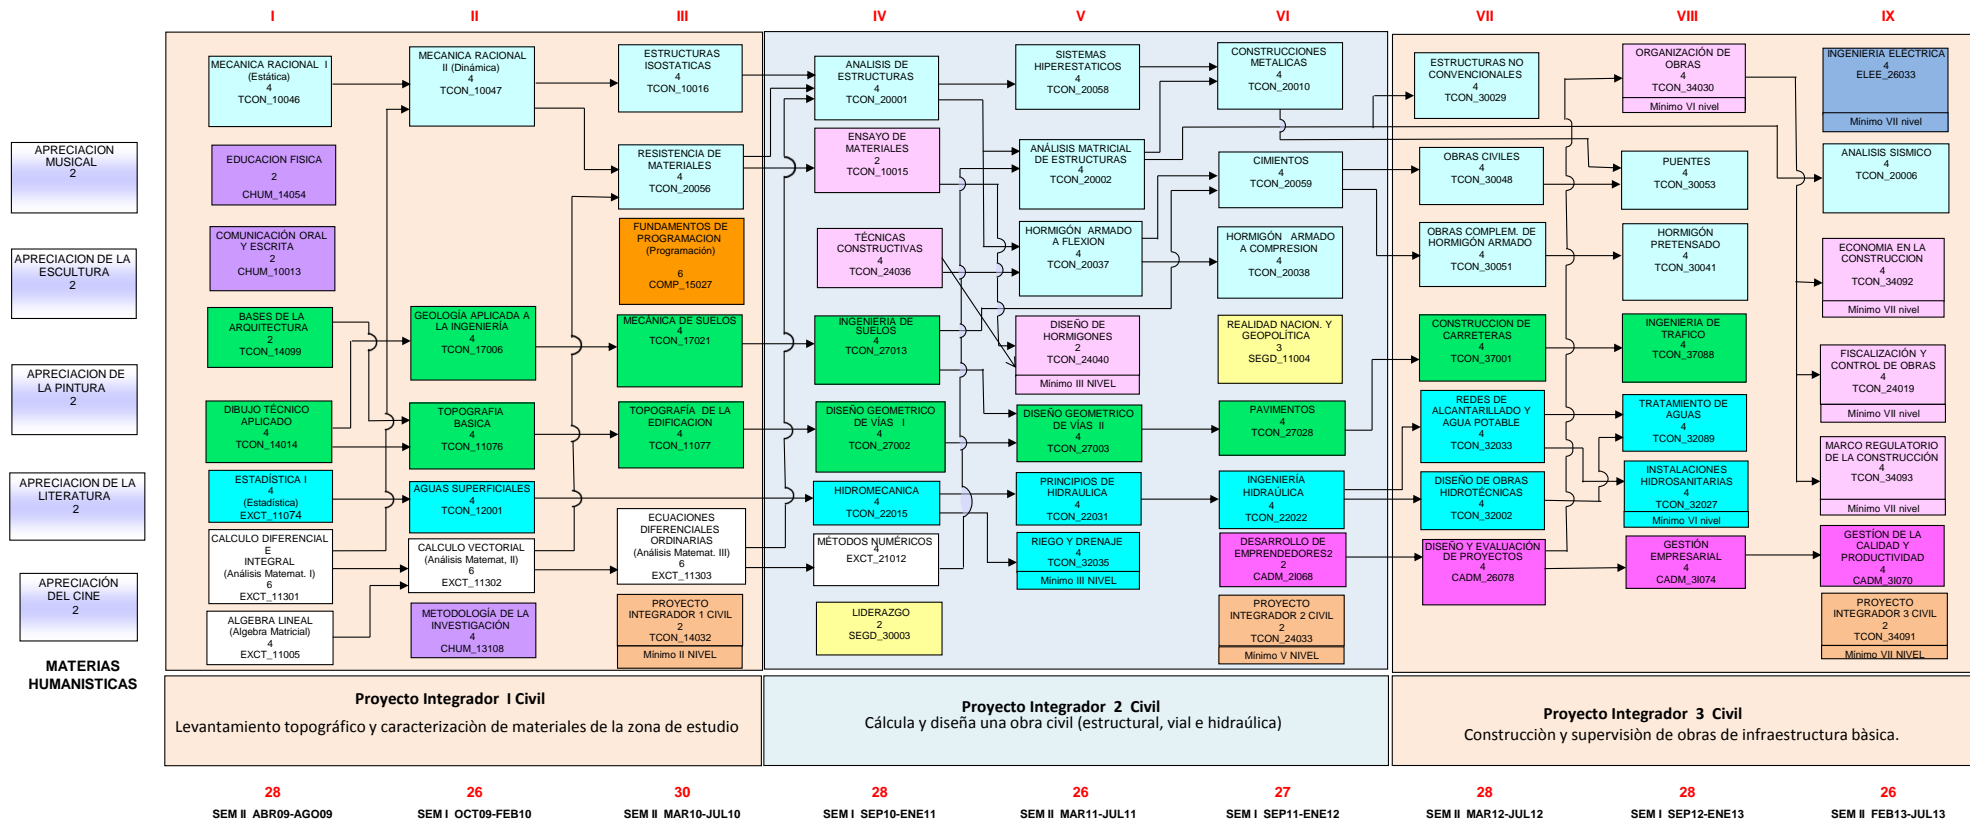 I
II
III
IV
V
VI
VII
VIII
IX
APRECIACION
MUSICAL
2
APRECIACION DE LA
ESCULTURA
2
APRECIACION DE
LA PINTURA
2
APRECIACION DE LA
LITERATURA
2
APRECIACIÓN
DEL CINE
2
MATERIAS
HUMANISTICAS
MECANICA RACIONAL I
(Estática)
4
TCON_10046
EDUCACION FISICA
2
CHUM_14054
COMUNICACIÓN ORAL
Y ESCRITA
2
CHUM_10013
BASES DE LA
ARQUITECTURA
2
TCON_14099
DIBUJO TÉCNICO
APLICADO
4
TCON_14014
ESTADÍSTICA I
4
(Estadística)
EXCT_11074
CALCULO DIFERENCIAL
E
INTEGRAL
(Análisis Matemat. I)
6
EXCT_11301
ALGEBRA LINEAL
(Algebra Matricial)
4
EXCT_11005
MECANICA RACIONAL
II (Dinámica)
4
TCON_10047
GEOLOGÍA APLICADA A
LA INGENIERÍA
4
TCON_17006
TOPOGRAFIA
BASICA
4
TCON_11076
AGUAS SUPERFICIALES
4
TCON_12001
CALCULO VECTORIAL
(Análisis Matemat, II)
6
EXCT_11302
METODOLOGÍA DE LA
INVESTIGACIÓN
4
CHUM_13108
ESTRUCTURAS
ISOSTATICAS
4
TCON_10016
RESISTENCIA DE
MATERIALES
4
TCON_20056
FUNDAMENTOS DE
PROGRAMACION
(Programación)
6
COMP_15027
MECÁNICA DE SUELOS
4
TCON_17021
TOPOGRAFÍA DE LA
EDIFICACION
4
TCON_11077
ECUACIONES
DIFERENCIALES
ORDINARIAS
(Análisis Matemat. III)
6
EXCT_11303
PROYECTO
INTEGRADOR 1 CIVIL
2
TCON_14032
Mínimo II NIVEL
ANALISIS DE
ESTRUCTURAS
4
TCON_20001
ENSAYO DE
MATERIALES
2
TCON_10015
TÉCNICAS
CONSTRUCTIVAS
4
TCON_24036
INGENIERIA DE
SUELOS
4
TCON_27013
DISEÑO GEOMETRICO
DE VÍAS I
4
TCON_27002
HIDROMECANICA
4
TCON_22015
MÉTODOS NUMÉRICOS
4
EXCT_21012
LIDERAZGO
2
SEGD_30003
SISTEMAS
HIPERESTATICOS
4
TCON_20058
ANÁLISIS MATRICIAL
DE ESTRUCTURAS
4
TCON_20002
HORMIGÓN ARMADO
A FLEXION
4
TCON_20037
DISEÑO DE
HORMIGONES
2
TCON_24040
Mínimo III NIVEL
DISEÑO GEOMETRICO
DE VÍAS II
4
TCON_27003
PRINCIPIOS DE
HIDRAULICA
4
TCON_22031
RIEGO Y DRENAJE
4
TCON_32035
Mínimo III NIVEL
CONSTRUCCIONES
METALICAS
4
TCON_20010
CIMIENTOS
4
TCON_20059
HORMIGÓN ARMADO
A COMPRESION
4
TCON_20038
REALIDAD NACION. Y
GEOPOLÍTICA
3
SEGD_11004
PAVIMENTOS
4
TCON_27028
INGENIERÍA
HIDRAÚLICA
4
TCON_22022
DESARROLLO DE
EMPRENDEDORES2
2
CADM_2I068
PROYECTO
INTEGRADOR 2 CIVIL
2
TCON_24033
Mínimo V NIVEL
ESTRUCTURAS NO
CONVENCIONALES
4
TCON_30029
OBRAS CIVILES
4
TCON_30048
OBRAS COMPLEM. DE
HORMIGÓN ARMADO
4
TCON_30051
CONSTRUCCION DE
CARRETERAS
4
TCON_37001
REDES DE
ALCANTARILLADO Y
AGUA POTABLE
4
TCON_32033
DISEÑO DE OBRAS
HIDROTÉCNICAS
4
TCON_32002
DISEÑO Y EVALUACIÓN
DE PROYECTOS
4
CADM_26078
ORGANIZACIÓN DE
OBRAS
4
TCON_34030
Mínimo VI nivel
PUENTES
4
TCON_30053
HORMIGÓN
PRETENSADO
4
TCON_30041
INGENIERIA DE
TRAFICO
4
TCON_37088
TRATAMIENTO DE
AGUAS
4
TCON_32089
INSTALACIONES
HIDROSANITARIAS
4
TCON_32027
Mínimo VI nivel
GESTIÓN
EMPRESARIAL
4
CADM_3I074
INGENIERIA ELÉCTRICA
4
ELEE_26033
Mínimo VII nivel
ANALISIS SISMICO
4
TCON_20006
ECONOMIA EN LA
CONSTRUCCION
4
TCON_34092
Mínimo VII nivel
FISCALIZACIÓN Y
CONTROL DE OBRAS
4
TCON_24019
Mínimo VII nivel
MARCO REGULATORIO
DE LA CONSTRUCCIÓN
4
TCON_34093
Mínimo VII nivel
GESTÍON DE LA
CALIDAD Y
PRODUCTIVIDAD
4
CADM_3I070
PROYECTO
INTEGRADOR 3 CIVIL
2
TCON_34091
Mínimo VII NIVEL
Proyecto Integrador I Civil
Levantamiento topográfico y caracterizaciòn de materiales de la zona de estudio
Proyecto Integrador 2 Civil
Cálcula y diseña una obra civil (estructural, vial e hidraúlica)
Proyecto Integrador 3 Civil
Construcciòn y supervisiòn de obras de infraestructura bàsica.
28
26
30
28
26
27
28
28
26
SEM II ABR09-AGO09
SEM I OCT09-FEB10
SEM II MAR10-JUL10
SEM I SEP10-ENE11
SEM II MAR11-JUL11
SEM I SEP11-ENE12
SEM II MAR12-JUL12
SEM I SEP12-ENE13
SEM II FEB13-JUL13